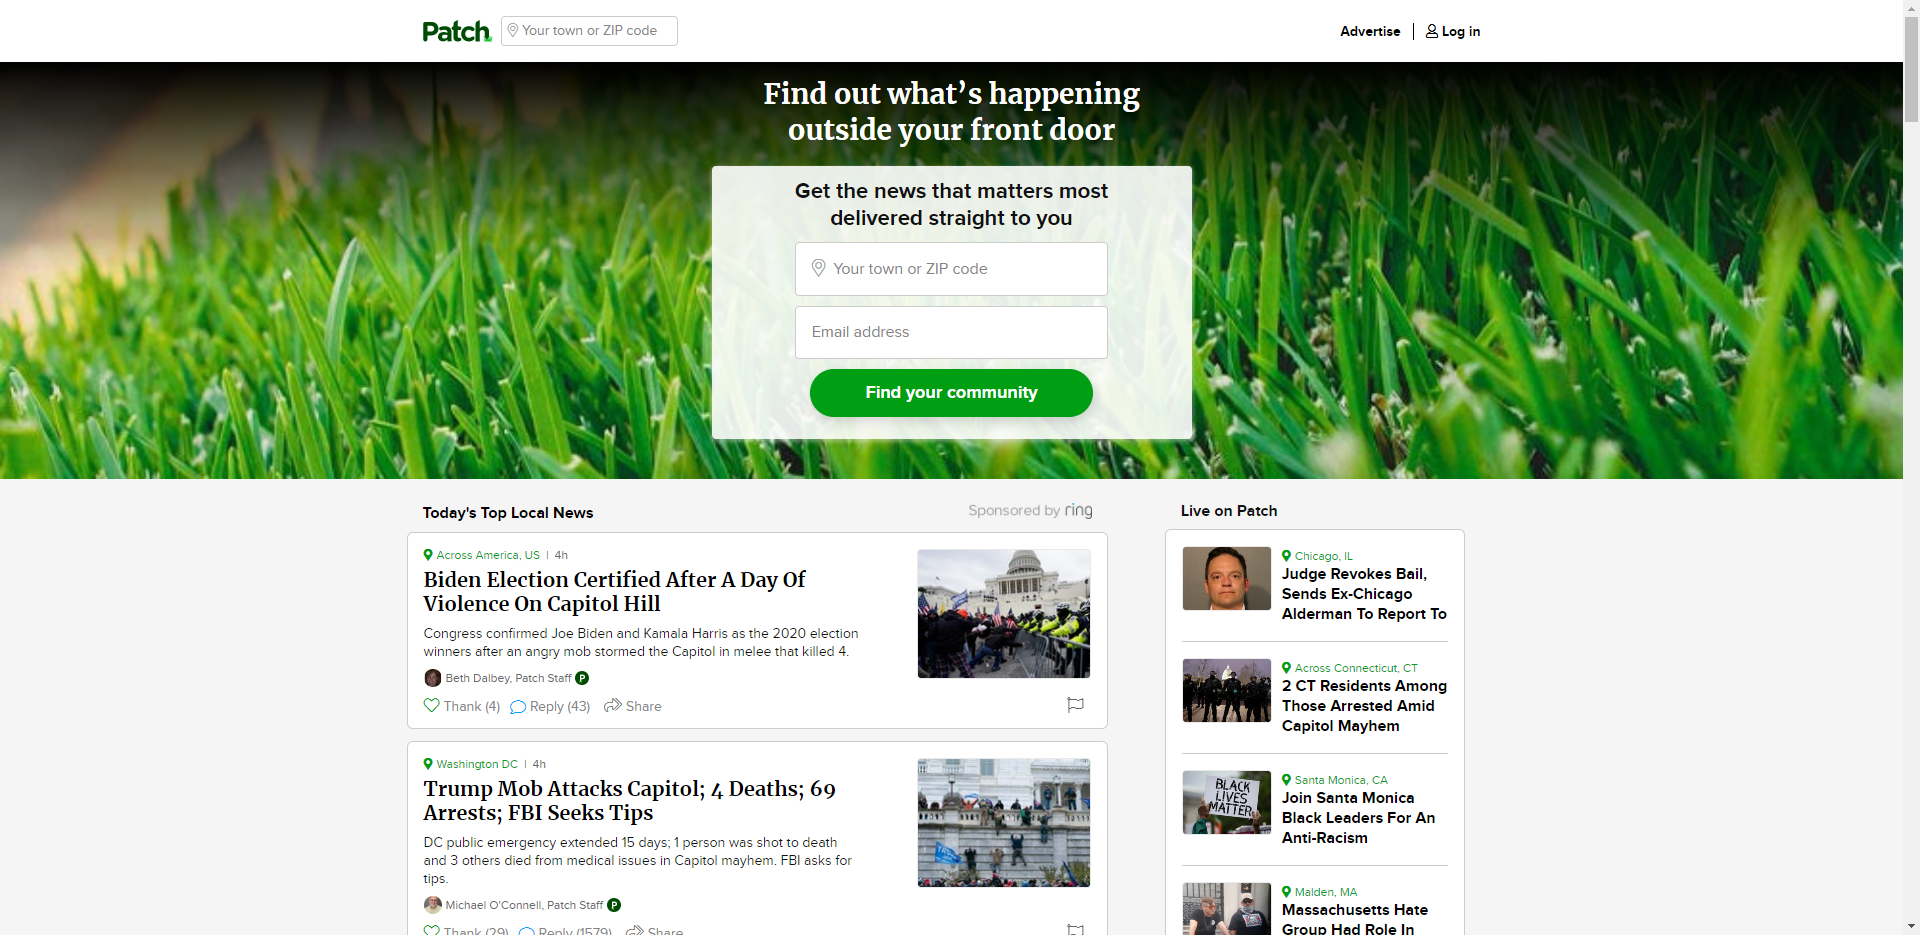 Patch
Your town or ZIP code
Advertise
Log in
Find out what’s happening
outside your front door
Get the news that matters most
delivered straight to you
Your town or ZIP code
Email address
Find your community
Today's Top Local News
Sponsored by ring
Across America, US | 4h
Biden Election Certified After A Day Of
Violence On Capitol Hill
Congress confirmed Joe Biden and Kamala Harris as the 2020 election
winners after an angry mob stormed the Capitol in melee that killed 4.
Beth Dalbey, Patch Staff P
Thank (4) Reply (43) Share
Washington DC | 4h
Trump Mob Attacks Capitol; 4 Deaths; 69
Arrests; FBI Seeks Tips
DC public emergency extended 15 days; 1 person was shot to death
and 3 others died from medical issues in Capitol mayhem. FBI asks for
tips.
TRUMP
Michael O'Connell, Patch Staff P
Thank (29) Reply (1579) Share
Live on Patch
Chicago, IL
Judge Revokes Bail,
Sends Ex-Chicago
Alderman To Report To
Across Connecticut, CT
2 CT Residents Among
Those Arrested Amid
Capitol Mayhem
BLACK
LIVES
MATTER
Santa Monica, CA
Join Santa Monica
Black Leaders For An
Anti-Racism
Malden, MA
Massachusetts Hate
Group Had Role In